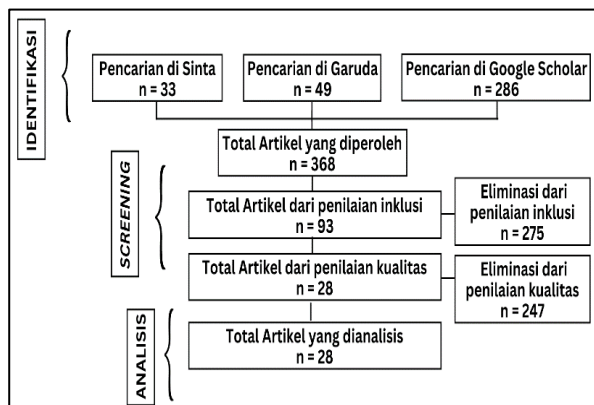 IDENTIFIKASI
Pencarian di Sinta
n = 33
Pencarian di Garuda
n = 49
Pencarian di Google Scholar
n = 286
Total Artikel yang diperoleh
n = 368
SCREENING
Total Artikel dari penilaian inklusi
n = 93
Eliminasi dari
penilaian inklusi
n = 275
Total Artikel dari penilaian kualitas
n = 28
Eliminasi dari
penilaian kualitas
n = 247
ANALISIS
Total Artikel yang dianalisis
n = 28